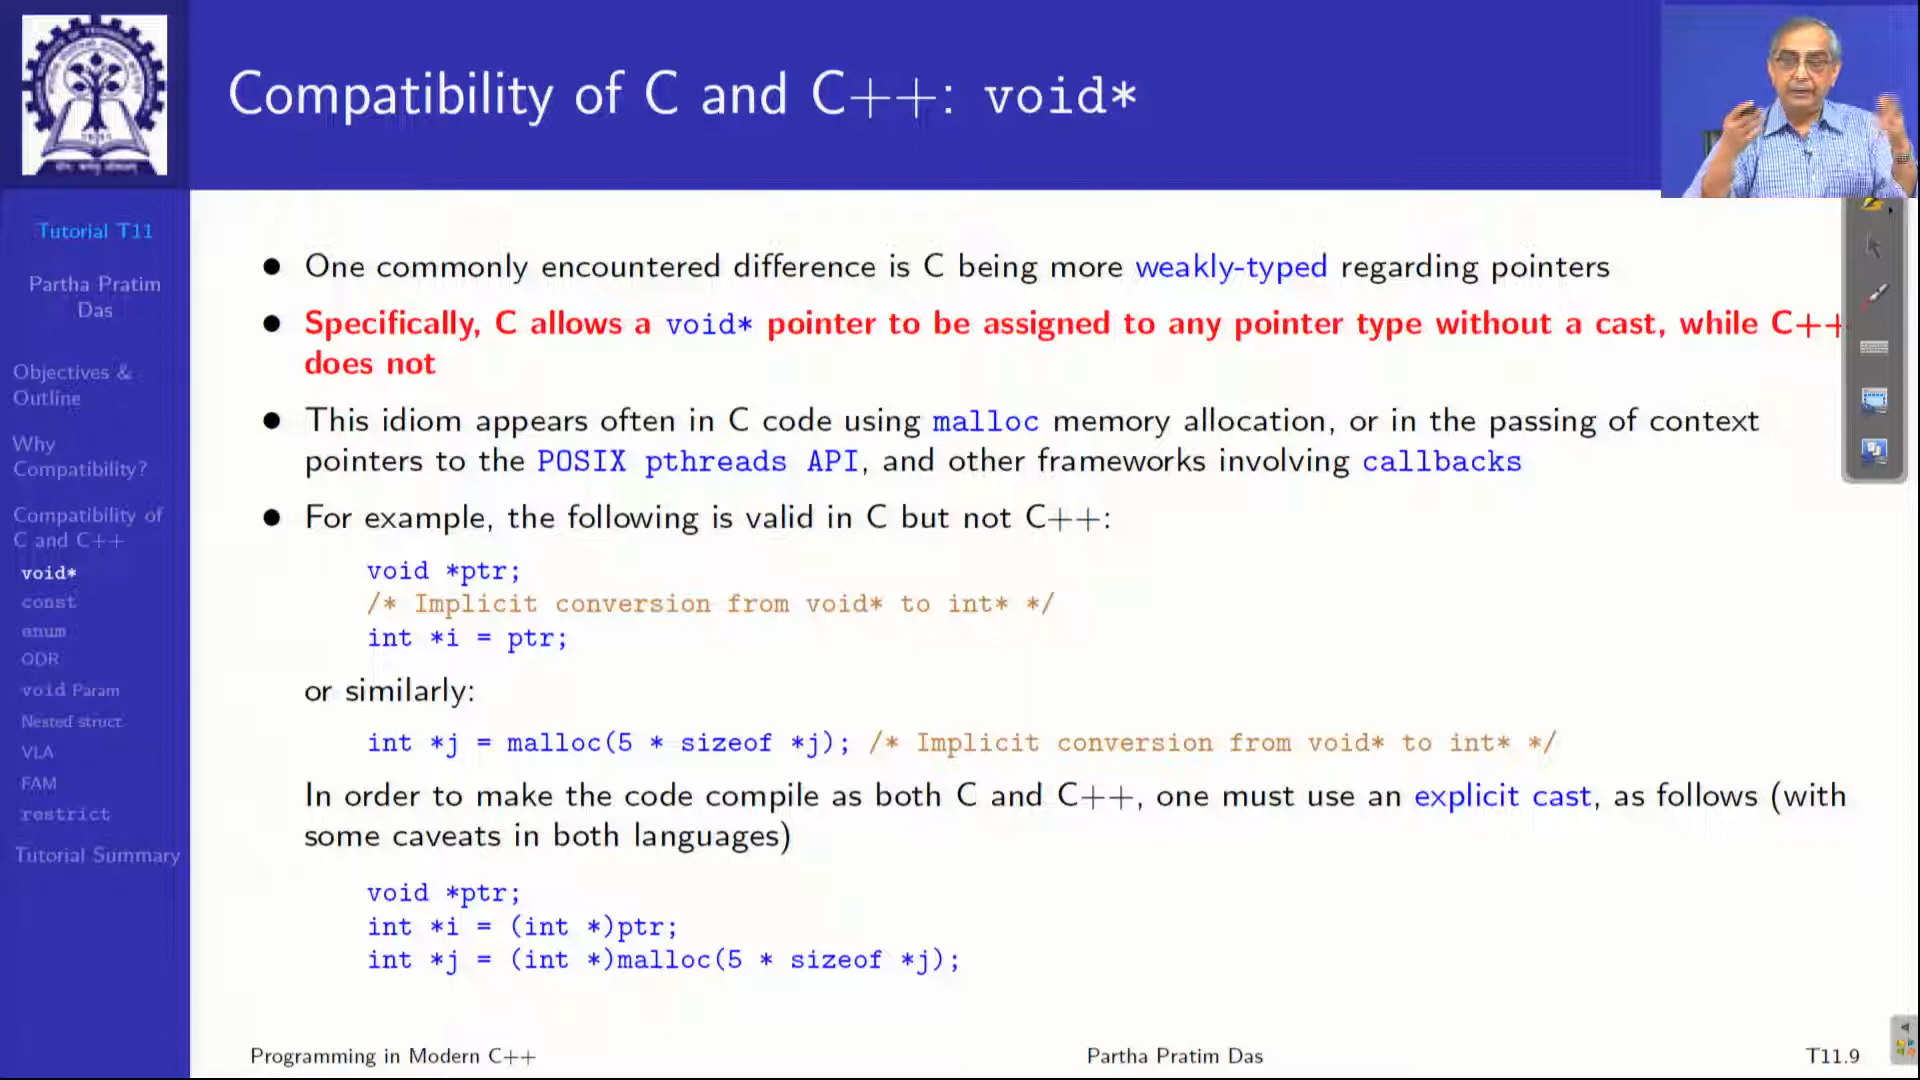 Compatibility of C and C++: void*
Tutorial T11
Partha Pratim
Das
Objectives &
Outline
Why
Compatibility?
Compatibility of
C and C++
void*
const
enum
ODR
void Param
Nested struct
VLA
FAM
restrict
Tutorial Summary
● One commonly encountered difference is C being more weakly-typed regarding pointers
● Specifically, C allows a void* pointer to be assigned to any pointer type without a cast, while C++
does not
● This idiom appears often in C code using malloc memory allocation, or in the passing of context
pointers to the POSIX pthreads API, and other frameworks involving callbacks
● For example, the following is valid in C but not C++:
void *ptr;
/* Implicit conversion from void* to int* */
int *i = ptr;
or similarly:
int *j = malloc(5 * sizeof *j); /* Implicit conversion from void* to int* */
In order to make the code compile as both C and C++, one must use an explicit cast, as follows (with
some caveats in both languages)
void *ptr;
int *i = (int *)ptr;
int *j = (int *)malloc(5 * sizeof *j);
Programming in Modern C++
Partha Pratim Das
T11.9